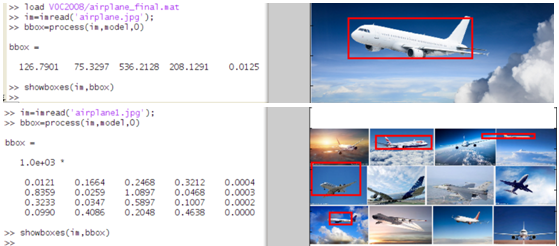 >> load VOC2008/airplane_final.mat
>> im=imread('airplane.jpg');
>> bbox=process(im,model,0)
bbox =
126.7901 75.3297 536.2128 208.1291 0.0125
>> showboxes(im,bbox)
>>
>> im=imread('airplane1.jpg');
>> bbox=process(im,model,0)
bbox =
1.0e+03 *
0.0121 0.1664 0.2468 0.3212 0.0004
0.8359 0.0259 1.0897 0.0468 0.0003
0.3233 0.0347 0.5897 0.1007 0.0002
0.0990 0.4086 0.2048 0.4638 0.0000
>> showboxes(im,bbox)
>>